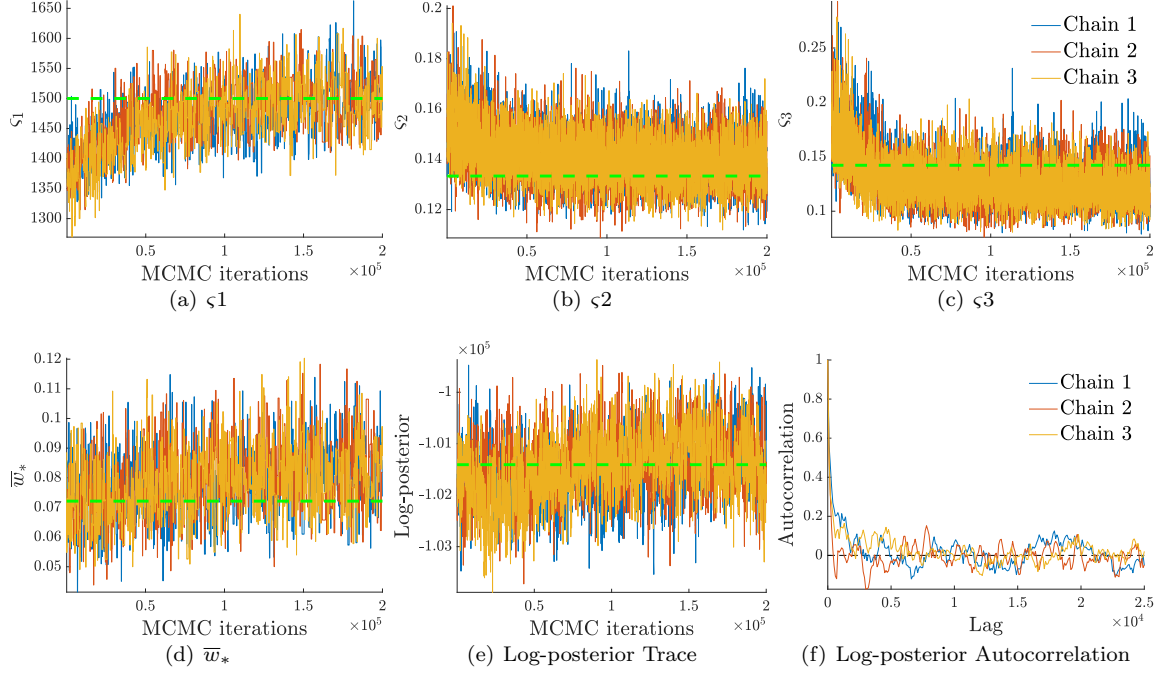 1650
1600
1550
1500
1450
1400
1350
1300
ς1
0.5
1
1.5
2
×10^5
MCMC iterations
(a) ς1
0.2
0.18
0.16
0.14
0.12
ς2
0.5
1
1.5
2
×10^5
MCMC iterations
(b) ς2
0.25
0.2
0.15
0.1
ς3
Chain 1
Chain 2
Chain 3
0.5
1
1.5
2
×10^5
MCMC iterations
(c) ς3
0.12
0.11
0.1
0.09
0.08
0.07
0.06
0.05
w̅*
0.5
1
1.5
2
×10^5
MCMC iterations
(d) w̅*
×10^5
-1
-1.01
-1.02
-1.03
Log-posterior
0.5
1
1.5
2
×10^5
MCMC iterations
(e) Log-posterior Trace
1
0.8
0.6
0.4
0.2
0
Autocorrelation
Chain 1
Chain 2
Chain 3
0
0.5
1
1.5
2
2.5
×10^4
Lag
(f) Log-posterior Autocorrelation